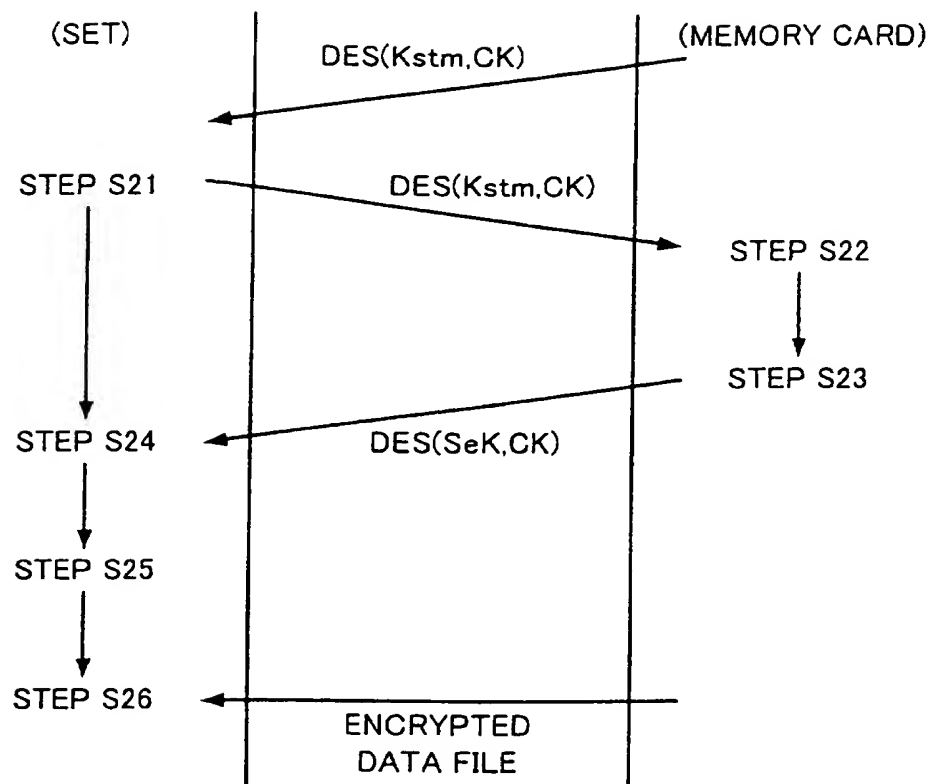 (SET)
(MEMORY CARD)
DES(Kstm,CK)
STEP S21
DES(Kstm,CK)
STEP S22
STEP S23
STEP S24
DES(SeK,CK)
STEP S25
STEP S26
ENCRYPTED
DATA FILE